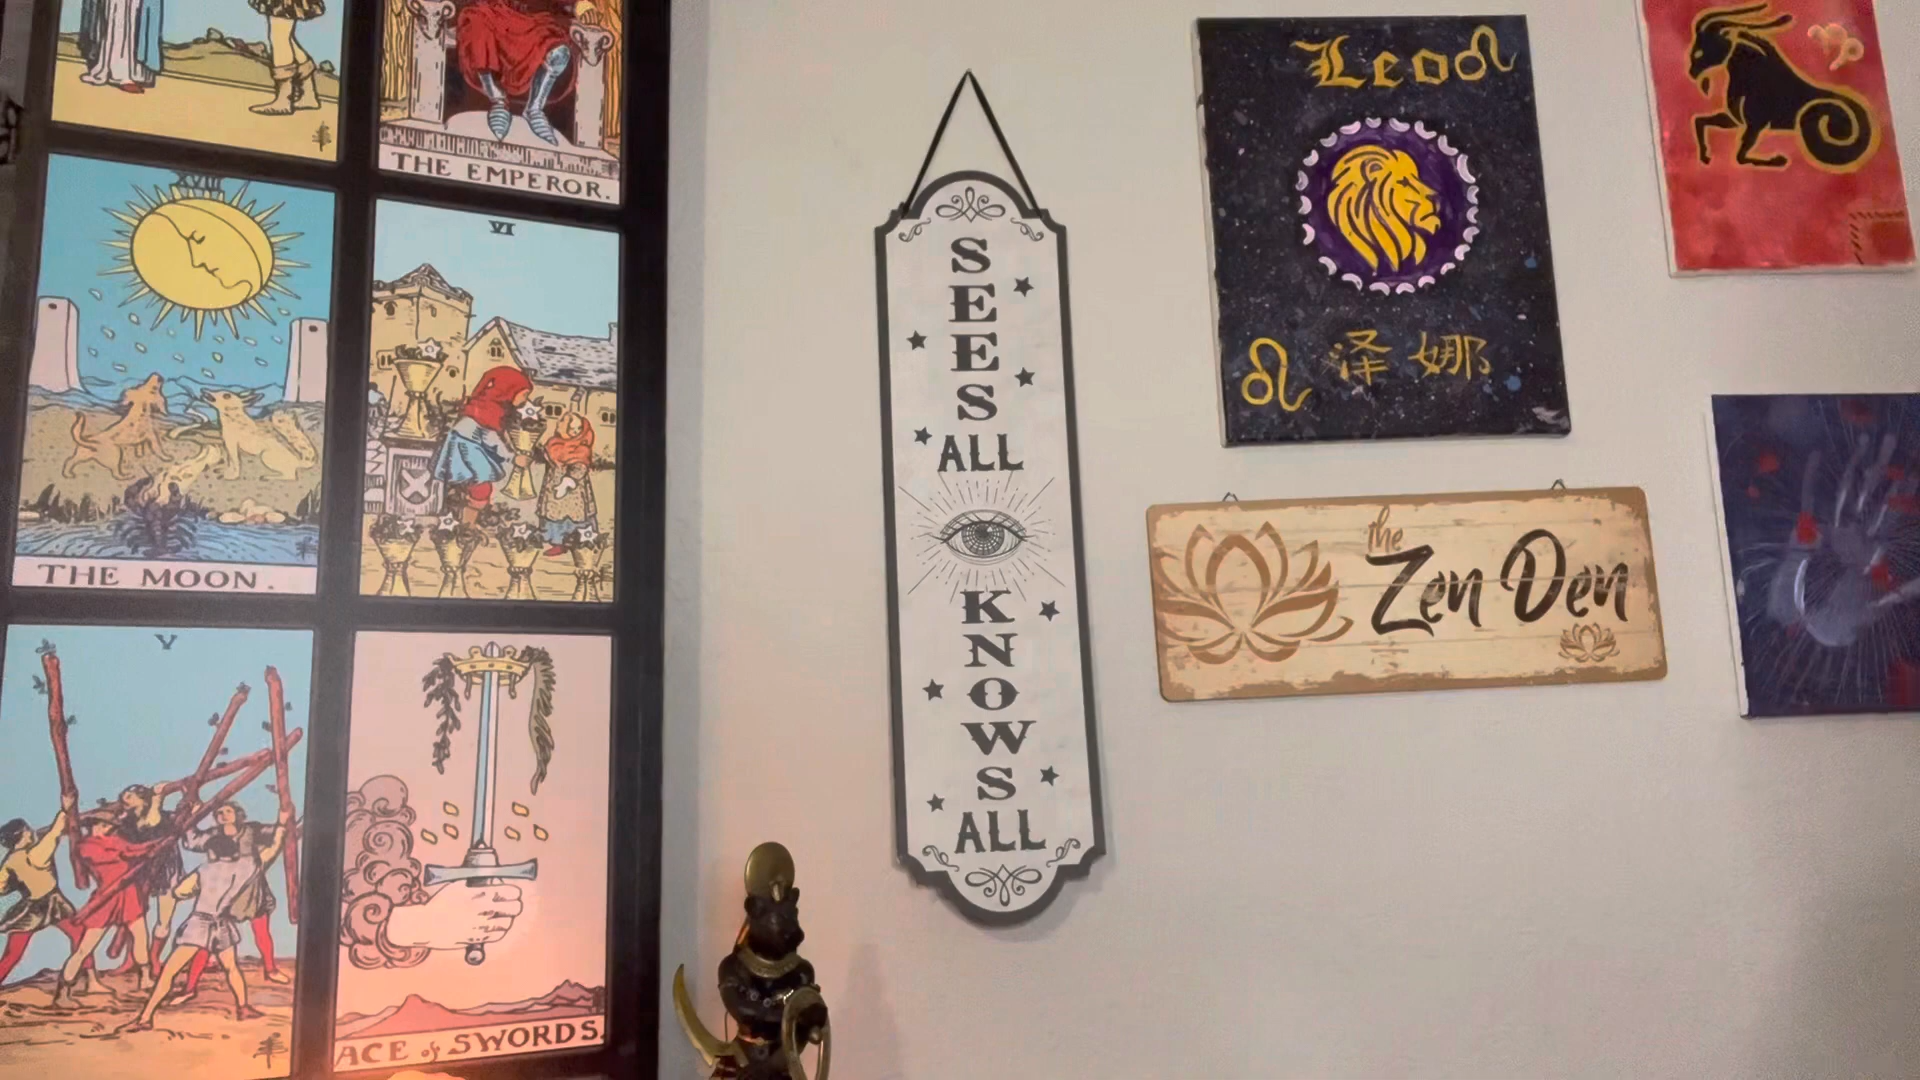 THE EMPEROR.
XVIII
THE MOON.
VI
V
ACE of SWORDS.
SEES
ALL
KNOWS
ALL
Leo
泽娜
the
Zen Den